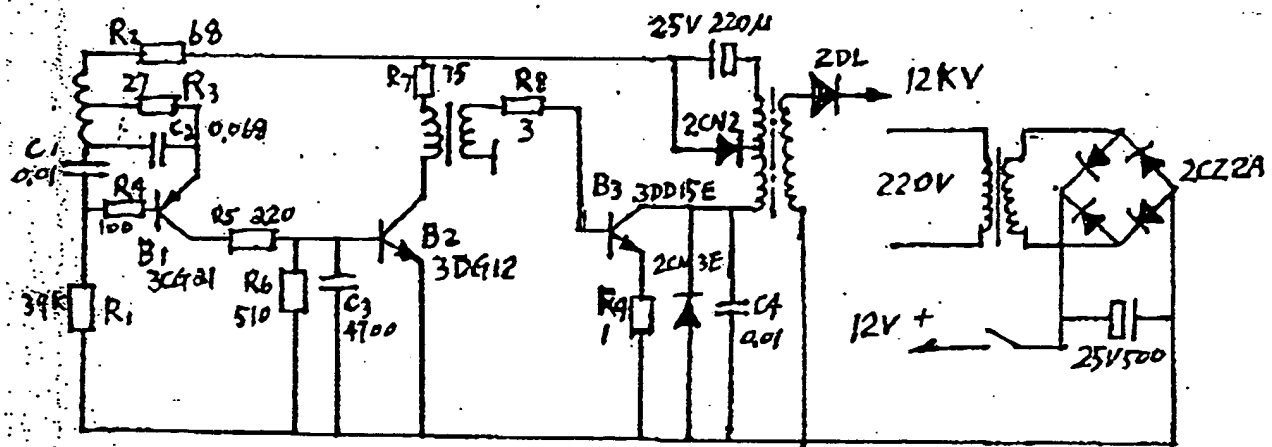 R2 68
27 R3
C2 0.068
C1
0.01
R4
100
B1
3CG21
39K R1
R5 220
R6
510
C3
4700
R7 75
B2
3DG12
R8
3
25V 220μ
2CN2
2DL
12KV
B3 3DD15E
2CN3E
R9
1
C4
0.01
220V
2CZ2A
12V +
25V500